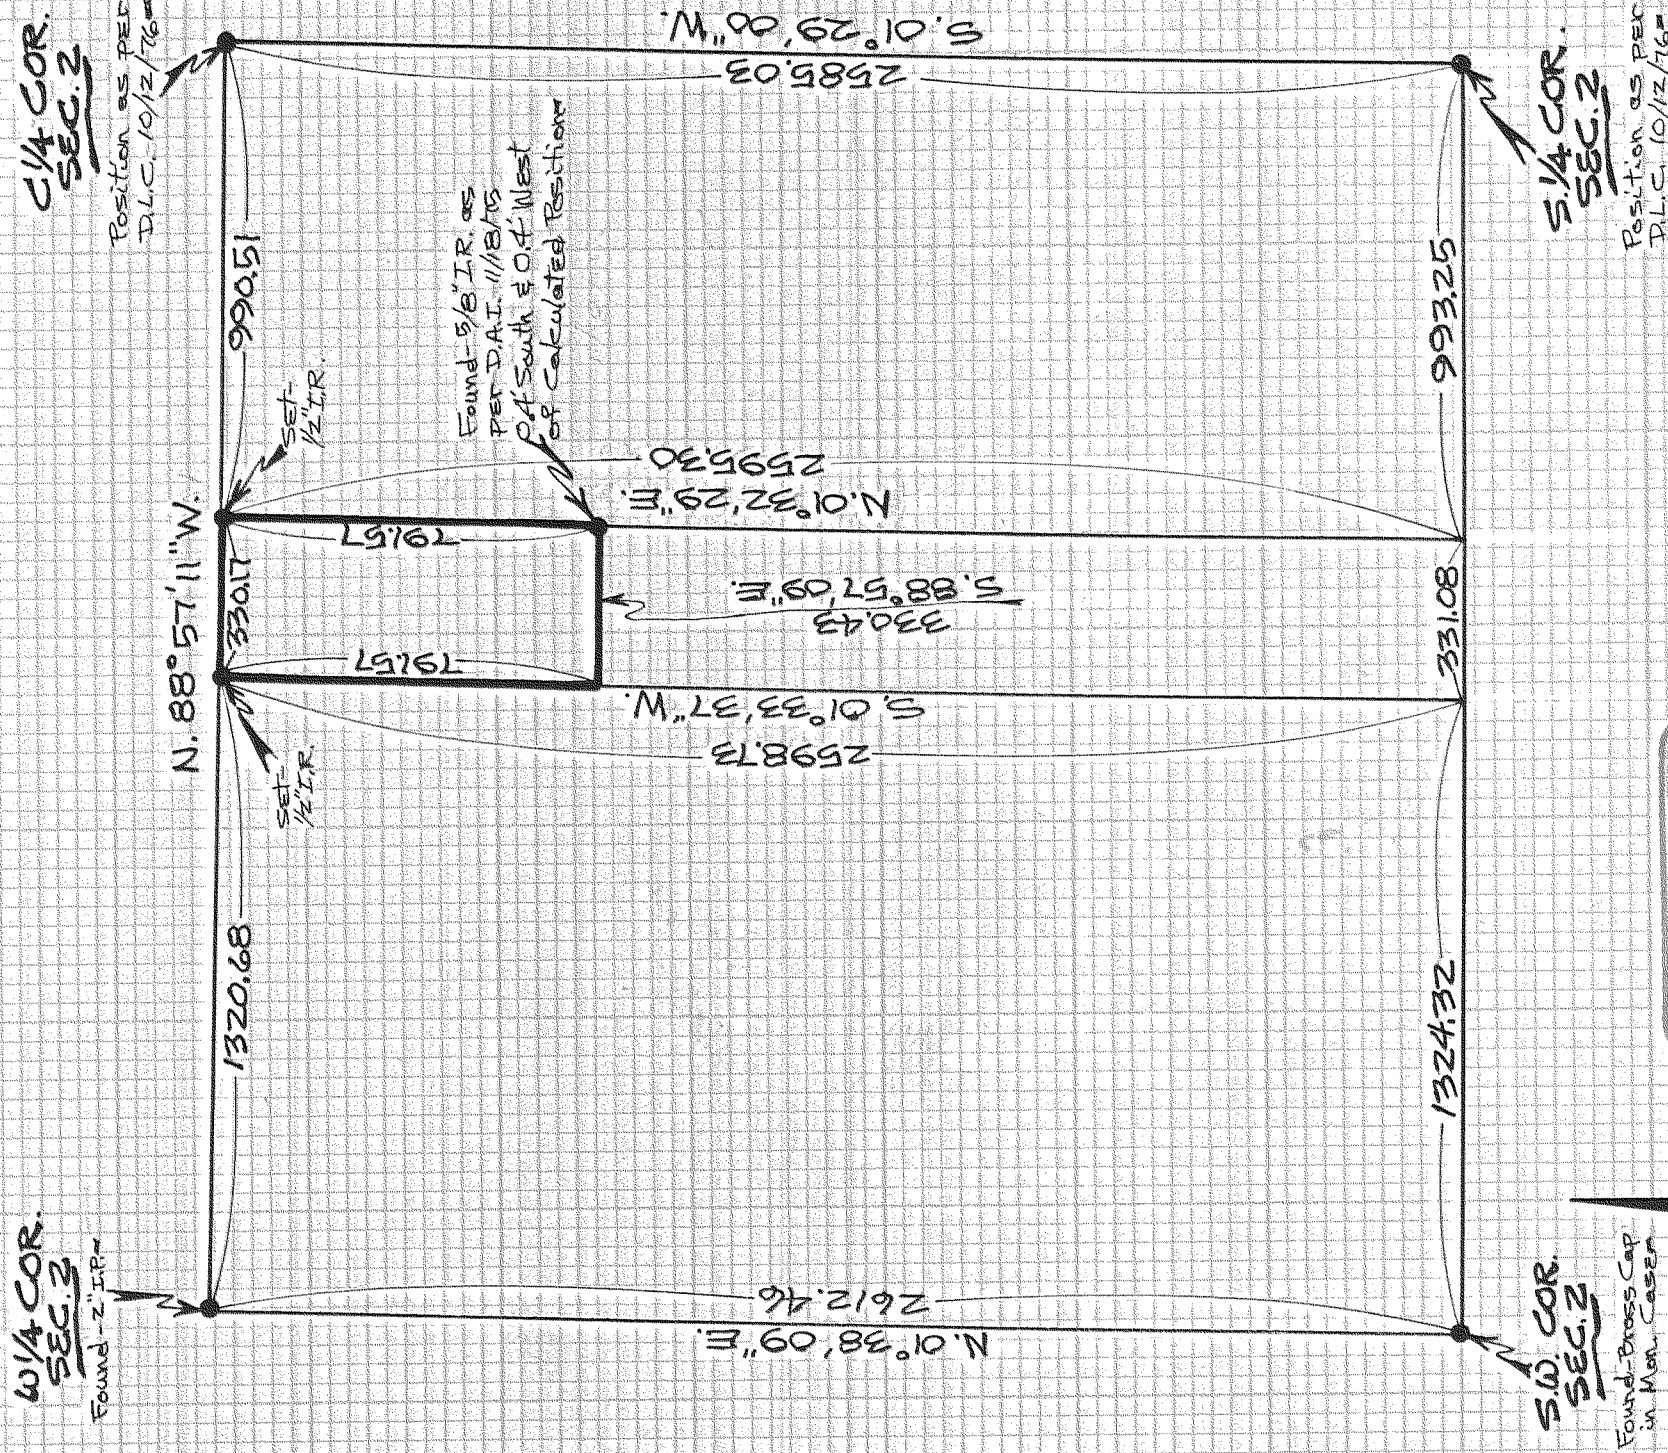 W1/4 COR.
SEC. 2
Found-2" I.P.
C1/4 COR.
SEC. 2
Position as PER
D.L.C. 10/12/76
N. 88° 57' 11" W.
1320.68
330.17
990.51
Set-
1/2" I.R.
Set-
1/2" I.R.
Found-5/8" I.R. as
PER D.A.I. 11/18/75
0.4' South & 0.4' West
of Calculated Position
791.57
791.57
S. 88° 57' 09" E.
330.43
N. 01° 38' 09" E.
2612.46
S. 01° 33' 37" W.
2598.73
N. 01° 32' 29" E.
2595.30
S. 01° 29' 00" W.
2585.03
1324.32
331.08
993.25
S.W. COR.
SEC. 2
Found-Brass Cap
in Mon. Case
S.1/4 COR.
SEC. 2
Position as PER
D.L.C. 10/12/76